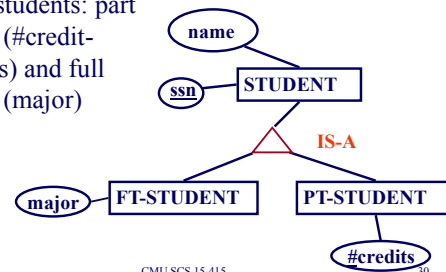 students: part
(#credit-
s) and full
(major)
name
ssn
STUDENT
IS-A
major
FT-STUDENT
PT-STUDENT
#credits
CMU SCS 15-415
30